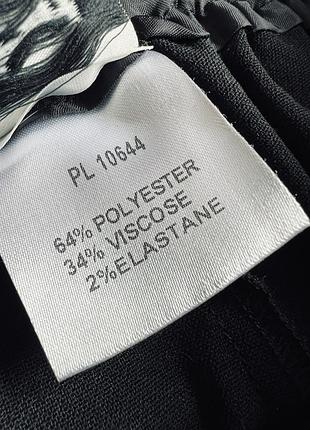 PL 10644
64% POLYESTER
34% VISCOSE
2% ELASTANE